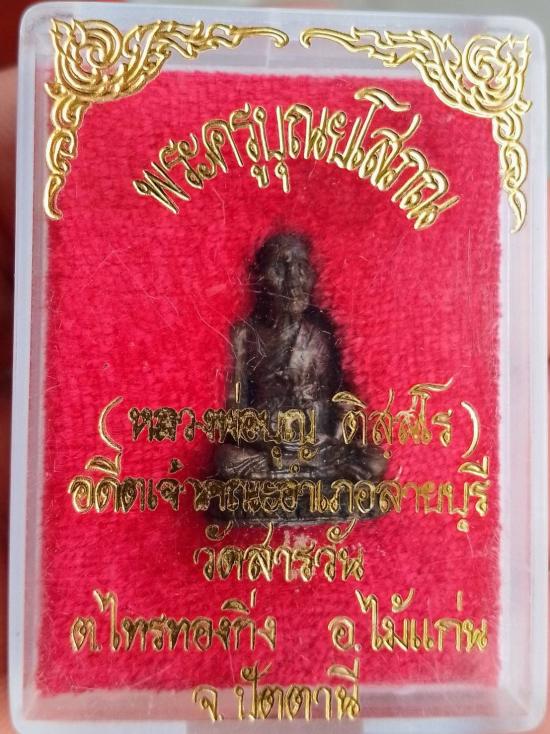 พระครูบุณยโสภณ
(หลวงพ่อบุญ ติสฺสโร)
อดีตเจ้าคณะอำเภอสายบุรี
วัดสารวัน
ต.ไทรทองกิ่ง อ.ไม้แก่น
จ.ปัตตานี